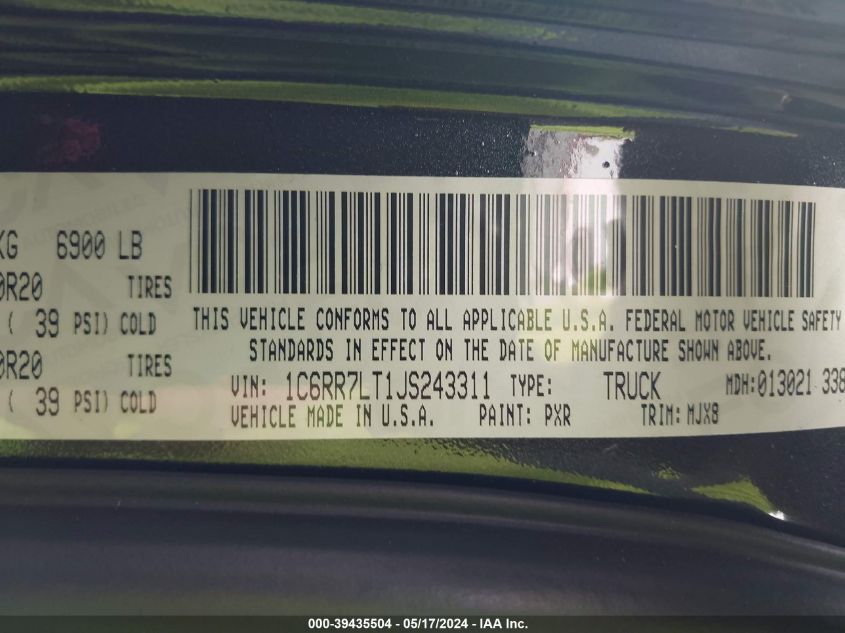 KG 6900 LB
0R20 TIRES
( 39 PSI) COLD
0R20 TIRES
( 39 PSI) COLD
THIS VEHICLE CONFORMS TO ALL APPLICABLE U.S.A. FEDERAL MOTOR VEHICLE SAFETY
STANDARDS IN EFFECT ON THE DATE OF MANUFACTURE SHOWN ABOVE.
VIN: 1C6RR7LT1JS243311 TYPE: TRUCK MDH:013021 338
VEHICLE MADE IN U.S.A. PAINT: PXR TRIM: MJX8
000-39435504 - 05/17/2024 - IAA Inc.